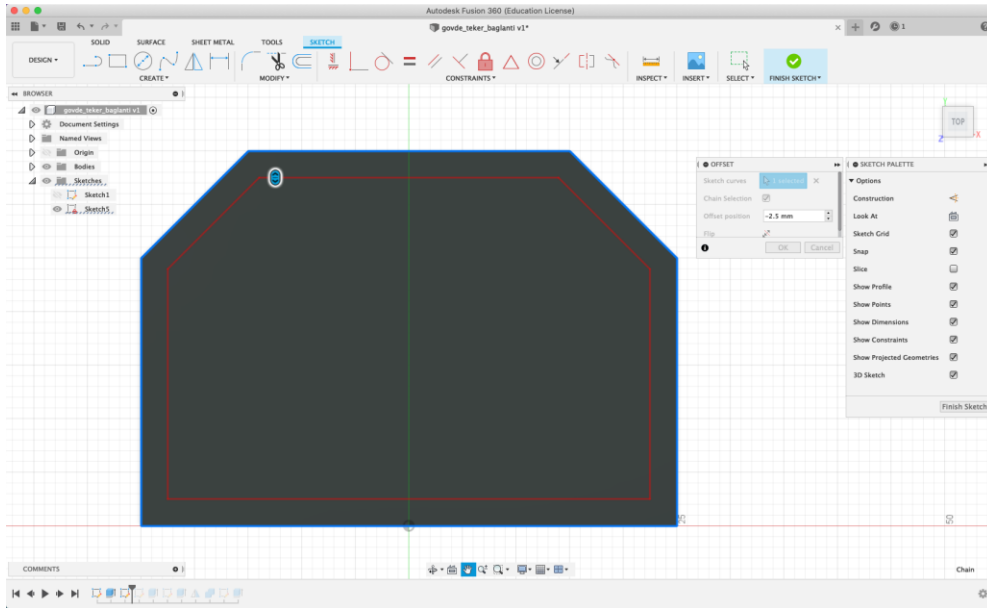 Autodesk Fusion 360 (Education License)
govde_teker_baglanti v1*
1
SOLID SURFACE SHEET METAL TOOLS SKETCH
DESIGN
CREATE MODIFY CONSTRAINTS INSPECT INSERT SELECT FINISH SKETCH
BROWSER
govde_teker_baglanti v1
Document Settings
Named Views
Origin
Bodies
Sketches
Sketch1
Sketch5
Y
TOP
X
Z
OFFSET
Sketch curves 1 selected
Chain Selection
Offset position -2.5 mm
Flip
OK Cancel
SKETCH PALETTE
Options
Construction
Look At
Sketch Grid
Snap
Slice
Show Profile
Show Points
Show Dimensions
Show Constraints
Show Projected Geometries
3D Sketch
Finish Sketch
25
50
COMMENTS
Chain